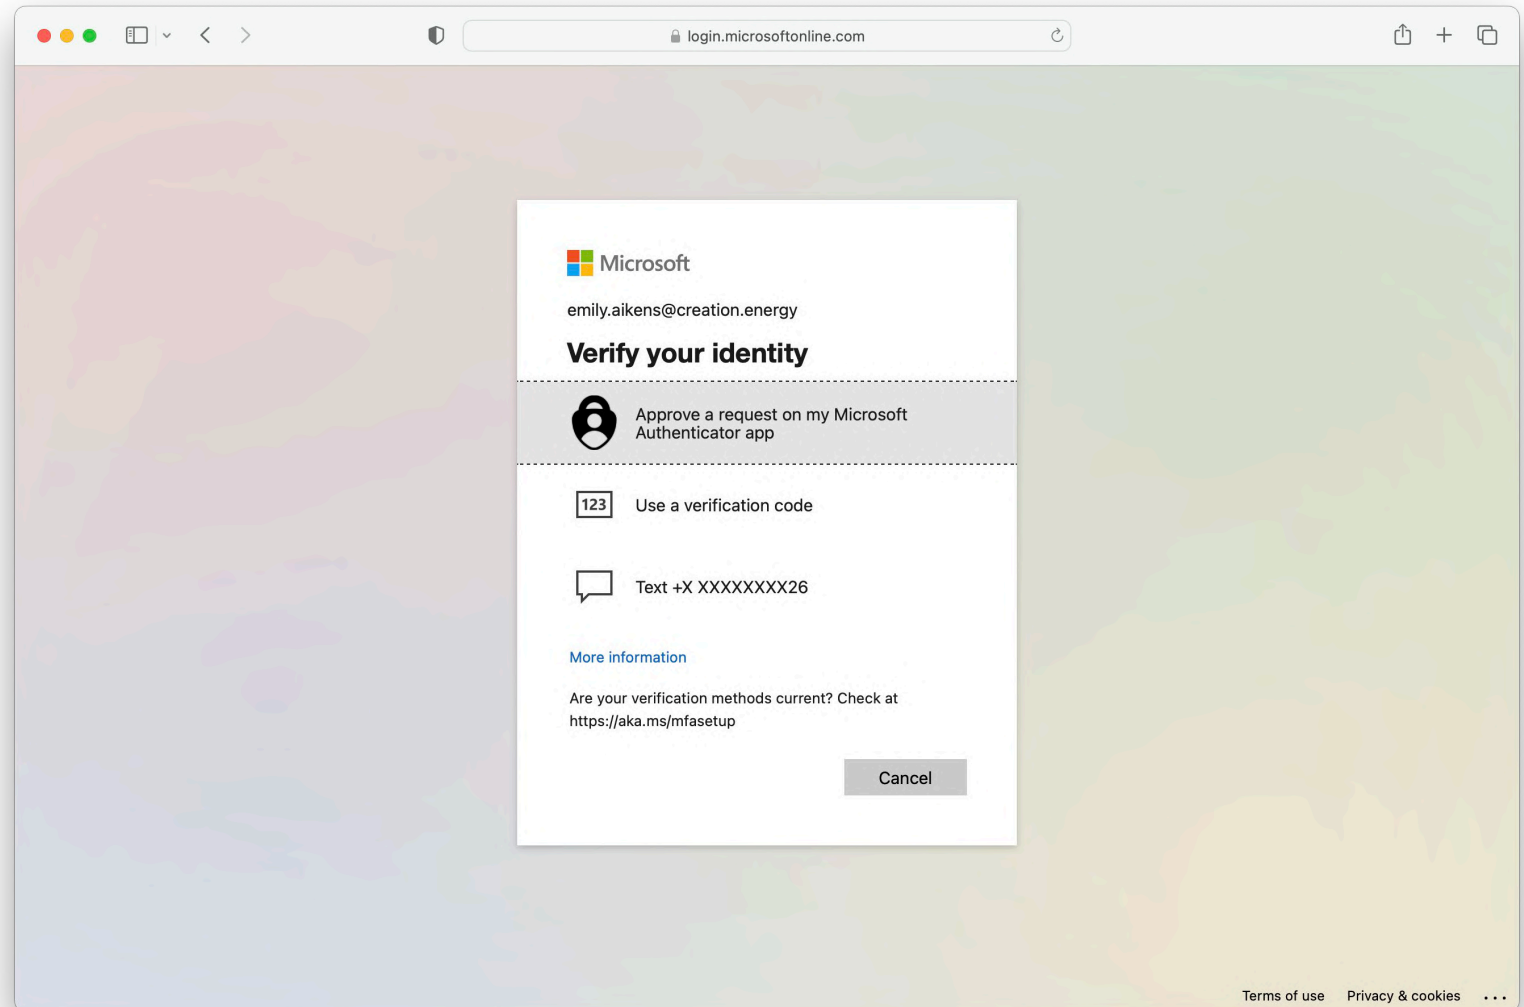 login.microsoftonline.com
Microsoft
emily.aikens@creation.energy
Verify your identity
Approve a request on my Microsoft
Authenticator app
123
Use a verification code
Text +X XXXXXXXX26
More information
Are your verification methods current? Check at
https://aka.ms/mfasetup
Cancel
Terms of use Privacy & cookies ...